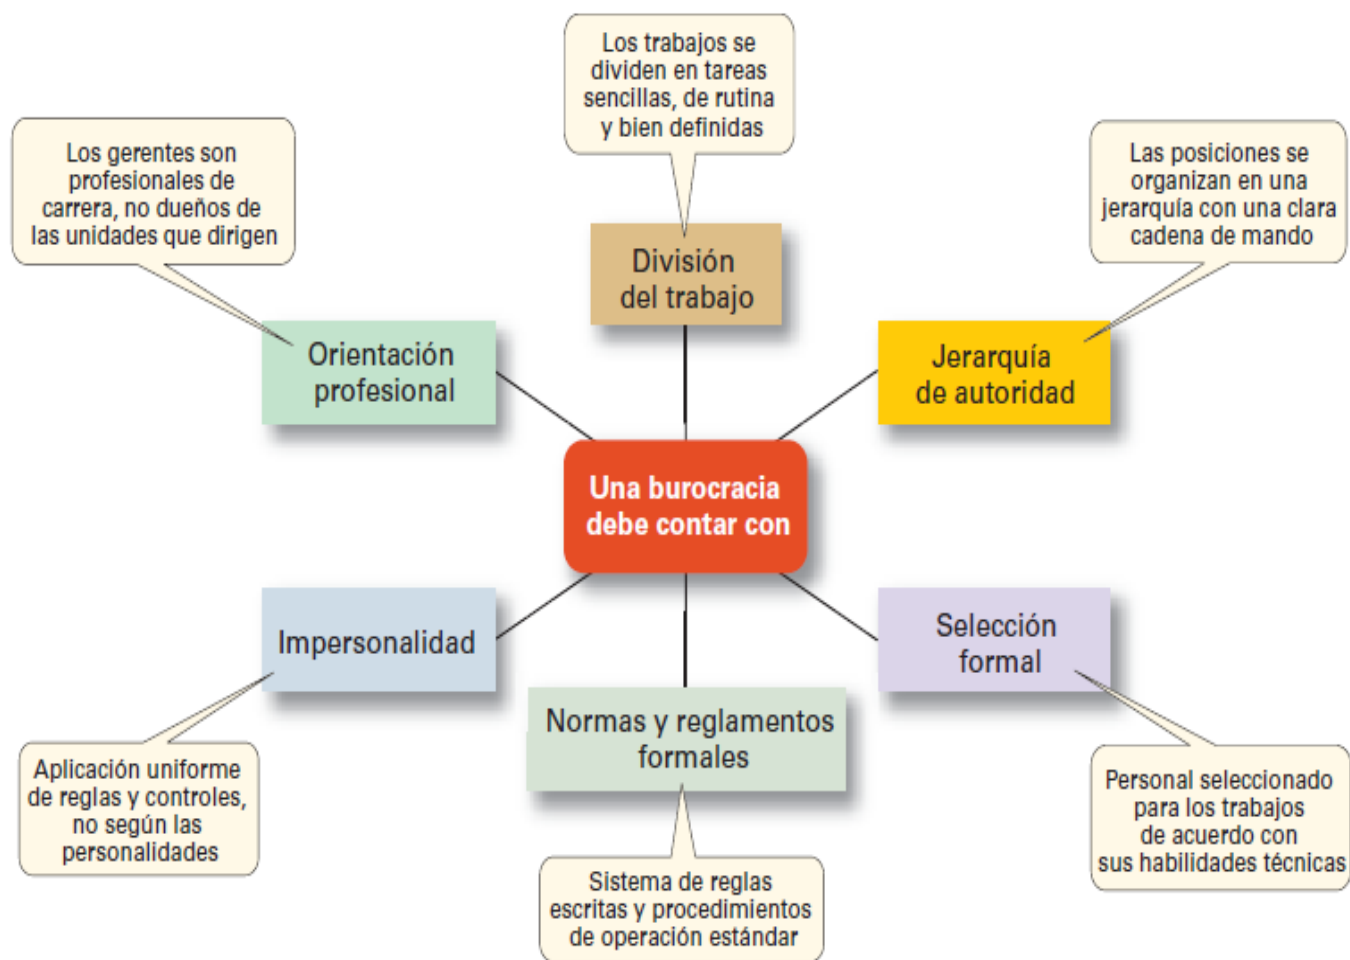 Los trabajos se
dividen en tareas
sencillas, de rutina
y bien definidas
Los gerentes son
profesionales de
carrera, no dueños de
las unidades que dirigen
Las posiciones se
organizan en una
jerarquía con una clara
cadena de mando
División
del trabajo
Orientación
profesional
Jerarquía
de autoridad
Una burocracia
debe contar con
Impersonalidad
Selección
formal
Normas y reglamentos
formales
Aplicación uniforme
de reglas y controles,
no según las
personalidades
Personal seleccionado
para los trabajos
de acuerdo con
sus habilidades técnicas
Sistema de reglas
escritas y procedimientos
de operación estándar